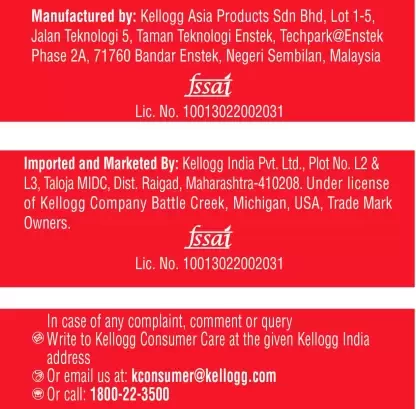 Manufactured by: Kellogg Asia Products Sdn Bhd, Lot 1-5,
Jalan Teknologi 5, Taman Teknologi Enstek, Techpark@Enstek
Phase 2A, 71760 Bandar Enstek, Negeri Sembilan, Malaysia
fssai
Lic. No. 10013022002031
Imported and Marketed By: Kellogg India Pvt. Ltd., Plot No. L2 &
L3, Taloja MIDC, Dist. Raigad, Maharashtra-410208. Under license
of Kellogg Company Battle Creek, Michigan, USA, Trade Mark
Owners.
fssai
Lic. No. 10013022002031
In case of any complaint, comment or query
Write to Kellogg Consumer Care at the given Kellogg India
address
Or email us at: kconsumer@kellogg.com
Or call: 1800-22-3500